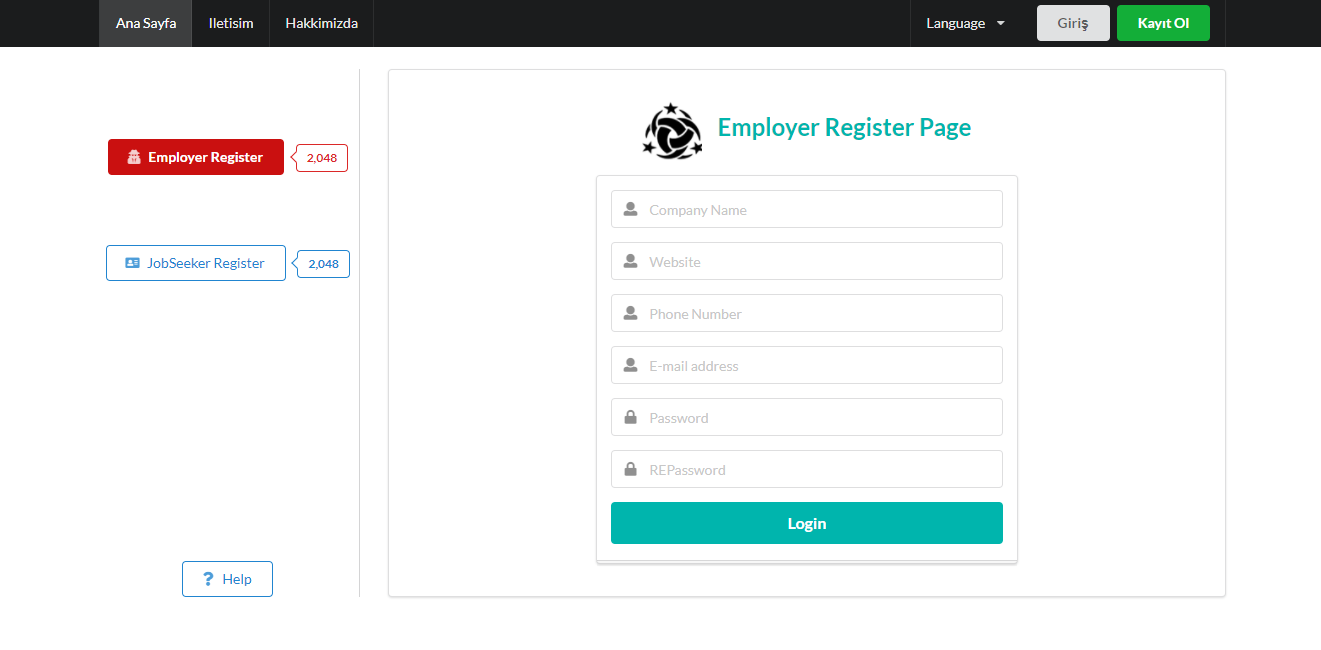 Ana Sayfa Iletisim Hakkimizda Language Giriş Kayıt Ol
Employer Register 2,048
JobSeeker Register 2,048
Help
Employer Register Page
Company Name
Website
Phone Number
E-mail address
Password
REPassword
Login